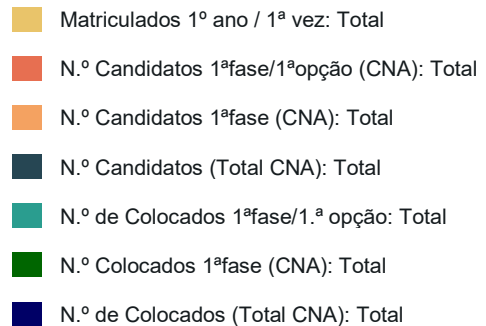 Matriculados 1º ano / 1ª vez: Total
N.º Candidatos 1ªfase/1ªopção (CNA): Total
N.º Candidatos 1ªfase (CNA): Total
N.º Candidatos (Total CNA): Total
N.º de Colocados 1ªfase/1.ª opção: Total
N.º Colocados 1ªfase (CNA): Total
N.º de Colocados (Total CNA): Total